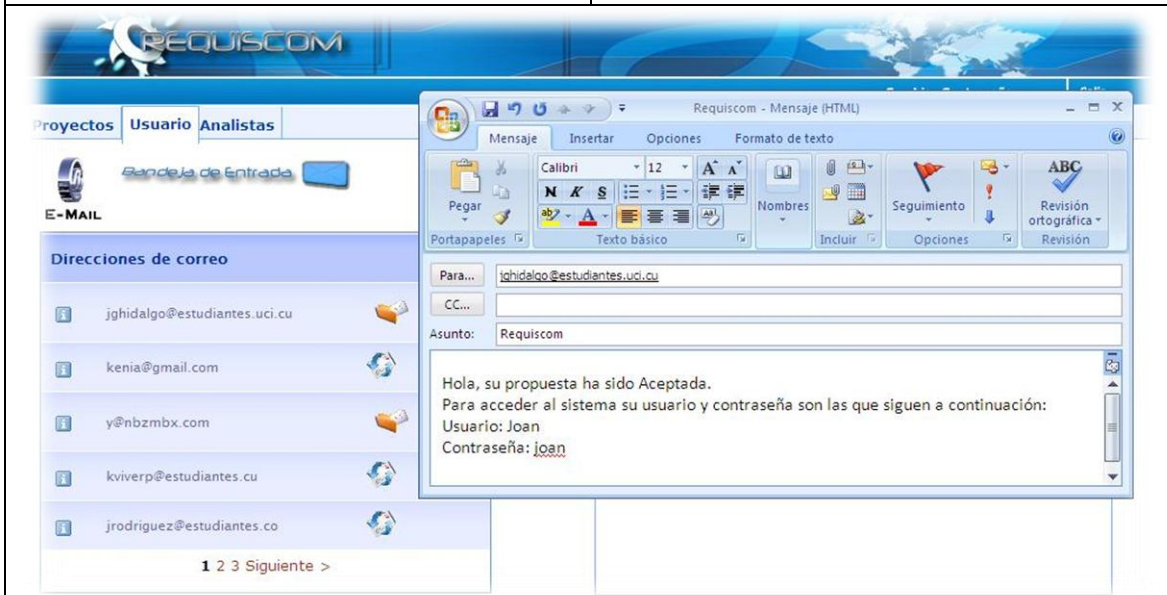 REQUISCOM
Proyectos Usuario Analistas
Bandeja de Entrada
E-MAIL
Direcciones de correo
jghidalgo@estudiantes.uci.cu
kenia@gmail.com
y@nbzmbx.com
kviverp@estudiantes.cu
jrodriguez@estudiantes.co
1 2 3 Siguiente >
Requiscom - Mensaje (HTML)
Mensaje Insertar Opciones Formato de texto
Pegar
Portapapeles
Calibri 12
N K S
Texto básico
Nombres
Incluir
Seguimiento
Opciones
ABC
Revisión
ortográfica
Revisión
Para... jghidalgo@estudiantes.uci.cu
CC...
Asunto: Requiscom
Hola, su propuesta ha sido Aceptada.
Para acceder al sistema su usuario y contraseña son las que siguen a continuación:
Usuario: Joan
Contraseña: joan